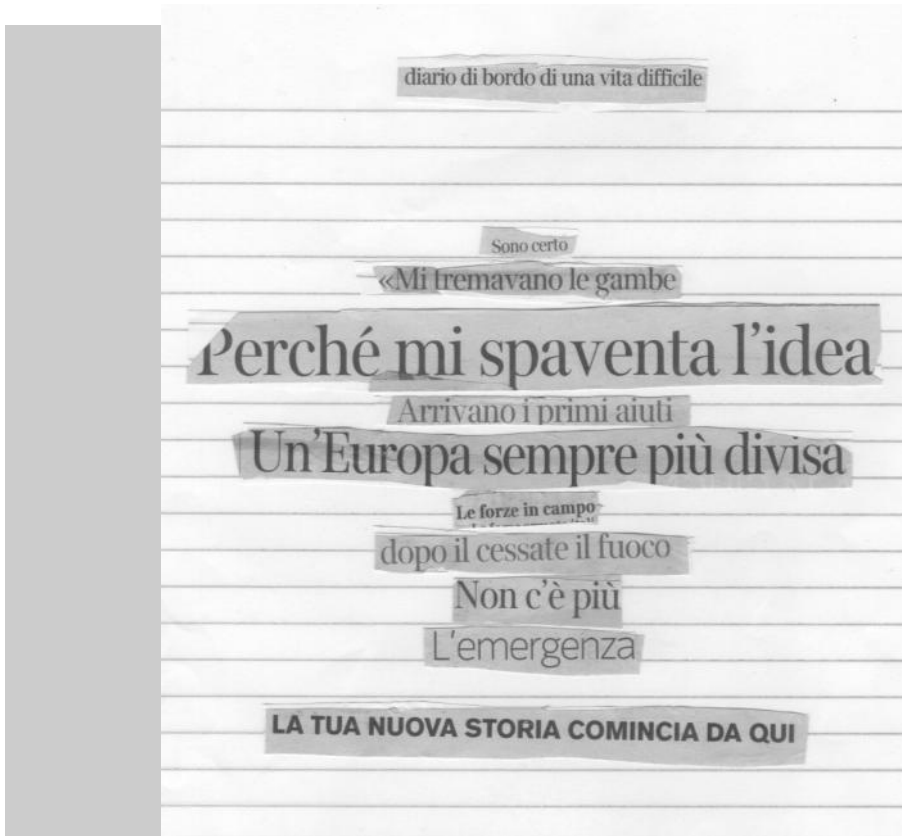 diario di bordo di una vita difficile
Sono certo
«Mi tremavano le gambe
Perché mi spaventa l'idea
Arrivano i primi aiuti
Un'Europa sempre più divisa
Le forze in campo
dopo il cessate il fuoco
Non c'è più
L'emergenza
LA TUA NUOVA STORIA COMINCIA DA QUI